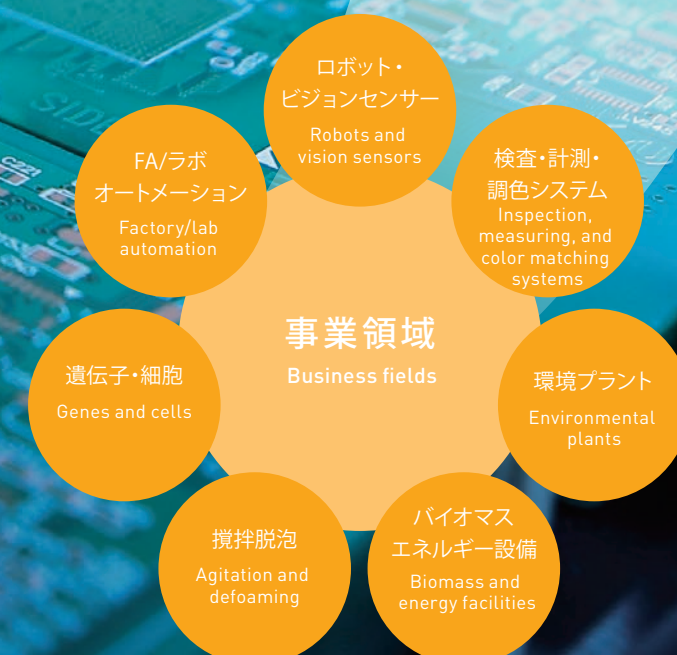 ロボット・
ビジョンセンサー
Robots and
vision sensors
FA/ラボ
オートメーション
Factory/lab
automation
検査・計測・
調色システム
Inspection,
measuring, and
color matching
systems
事業領域
Business fields
遺伝子・細胞
Genes and cells
環境プラント
Environmental
plants
撹拌脱泡
Agitation and
defoaming
バイオマス
エネルギー設備
Biomass and
energy facilities
SIDE
C221